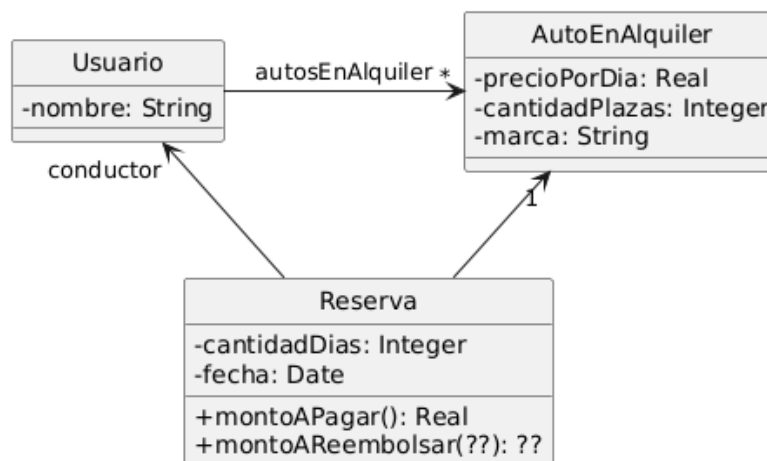 Usuario
-nombre: String
autosEnAlquiler *
AutoEnAlquiler
-precioPorDia: Real
-cantidadPlazas: Integer
-marca: String
conductor
1
Reserva
-cantidadDias: Integer
-fecha: Date
+montoAPagar(): Real
+montoAReembolsar(??): ??